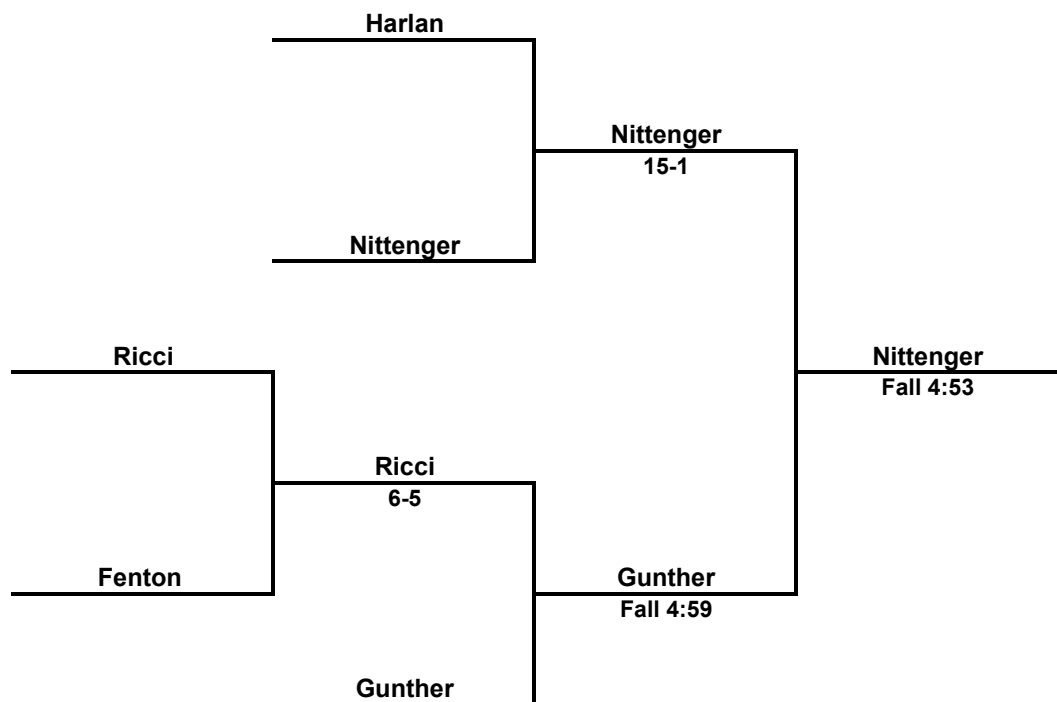 Harlan
Nittenger
15-1
Nittenger
Ricci
Nittenger
Fall 4:53
Ricci
6-5
Fenton
Gunther
Fall 4:59
Gunther